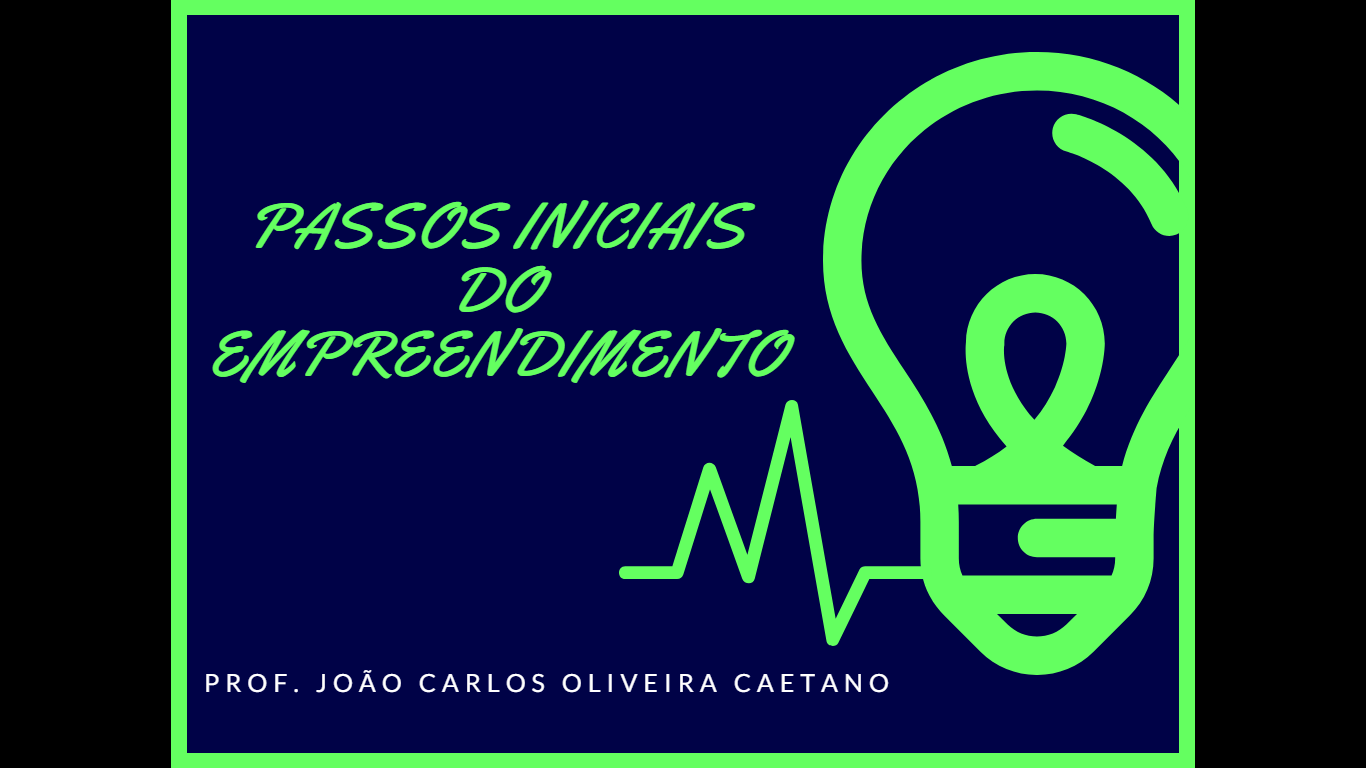 PASSOS INICIAIS
DO
EMPREENDIMENTO
PROF. JOÃO CARLOS OLIVEIRA CAETANO